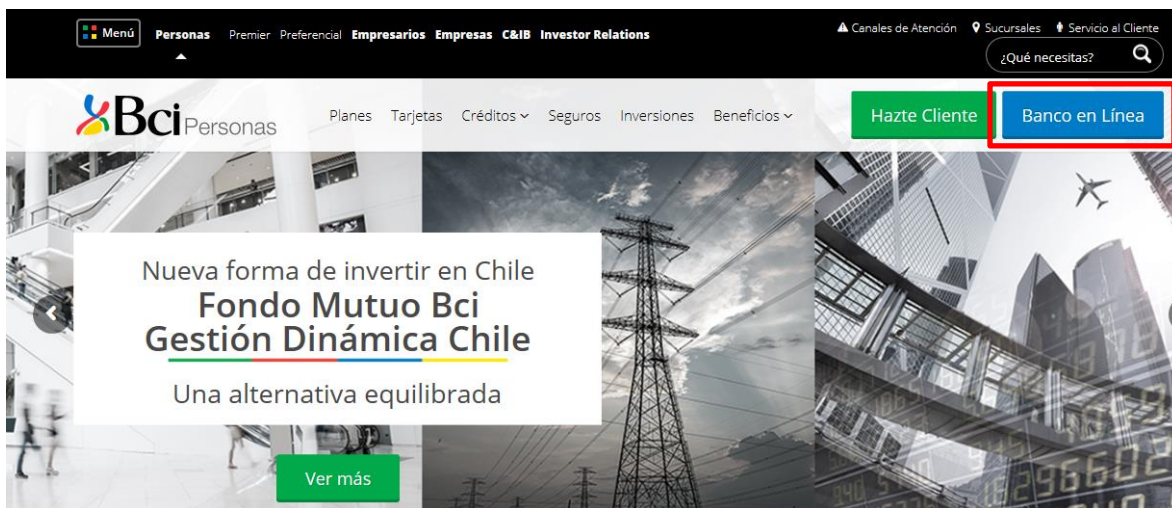 Menú Personas Premier Preferencial Empresarios Empresas C&IB Investor Relations
Canales de Atención Sucursales Servicio al Cliente
¿Qué necesitas?
Bci Personas
Planes Tarjetas Créditos Seguros Inversiones Beneficios
Hazte Cliente
Banco en Línea
Nueva forma de invertir en Chile
Fondo Mutuo Bci
Gestión Dinámica Chile
Una alternativa equilibrada
Ver más